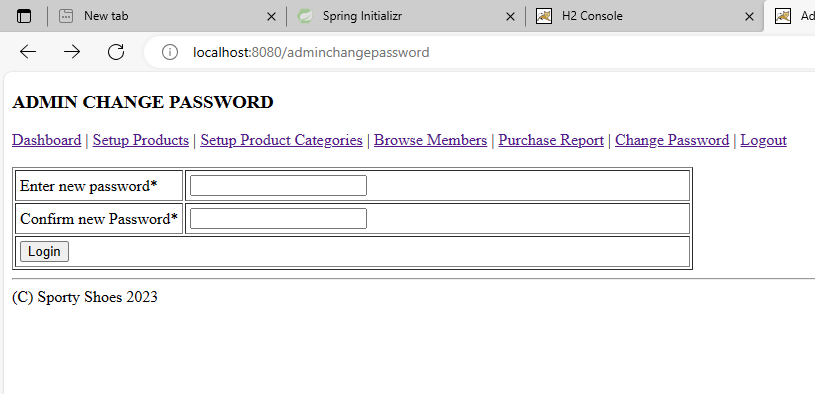 New tab
Spring Initializr
H2 Console
Ad
localhost:8080/adminchangepassword
ADMIN CHANGE PASSWORD
Dashboard | Setup Products | Setup Product Categories | Browse Members | Purchase Report | Change Password | Logout
Enter new password*
Confirm new Password*
Login
(C) Sporty Shoes 2023